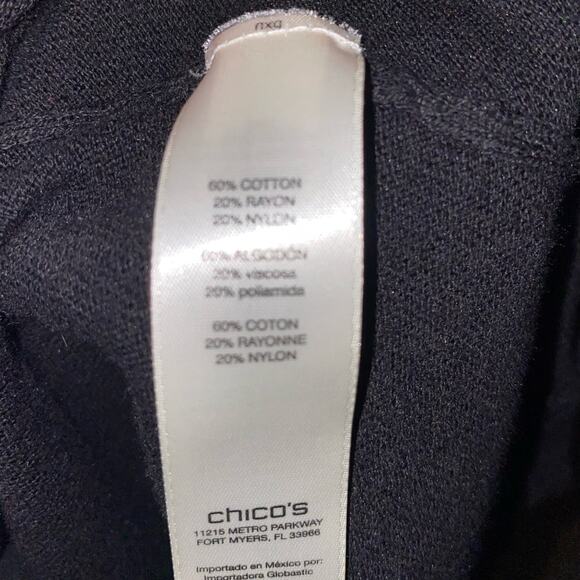 60% COTTON
20% RAYON
20% NYLON
60% ALGODÓN
20% viscosa
20% poliamida
60% COTON
20% RAYONNE
20% NYLON
chico's
11215 METRO PARKWAY
FORT MYERS, FL 33966
Importado en México por:
Importadora Globastic